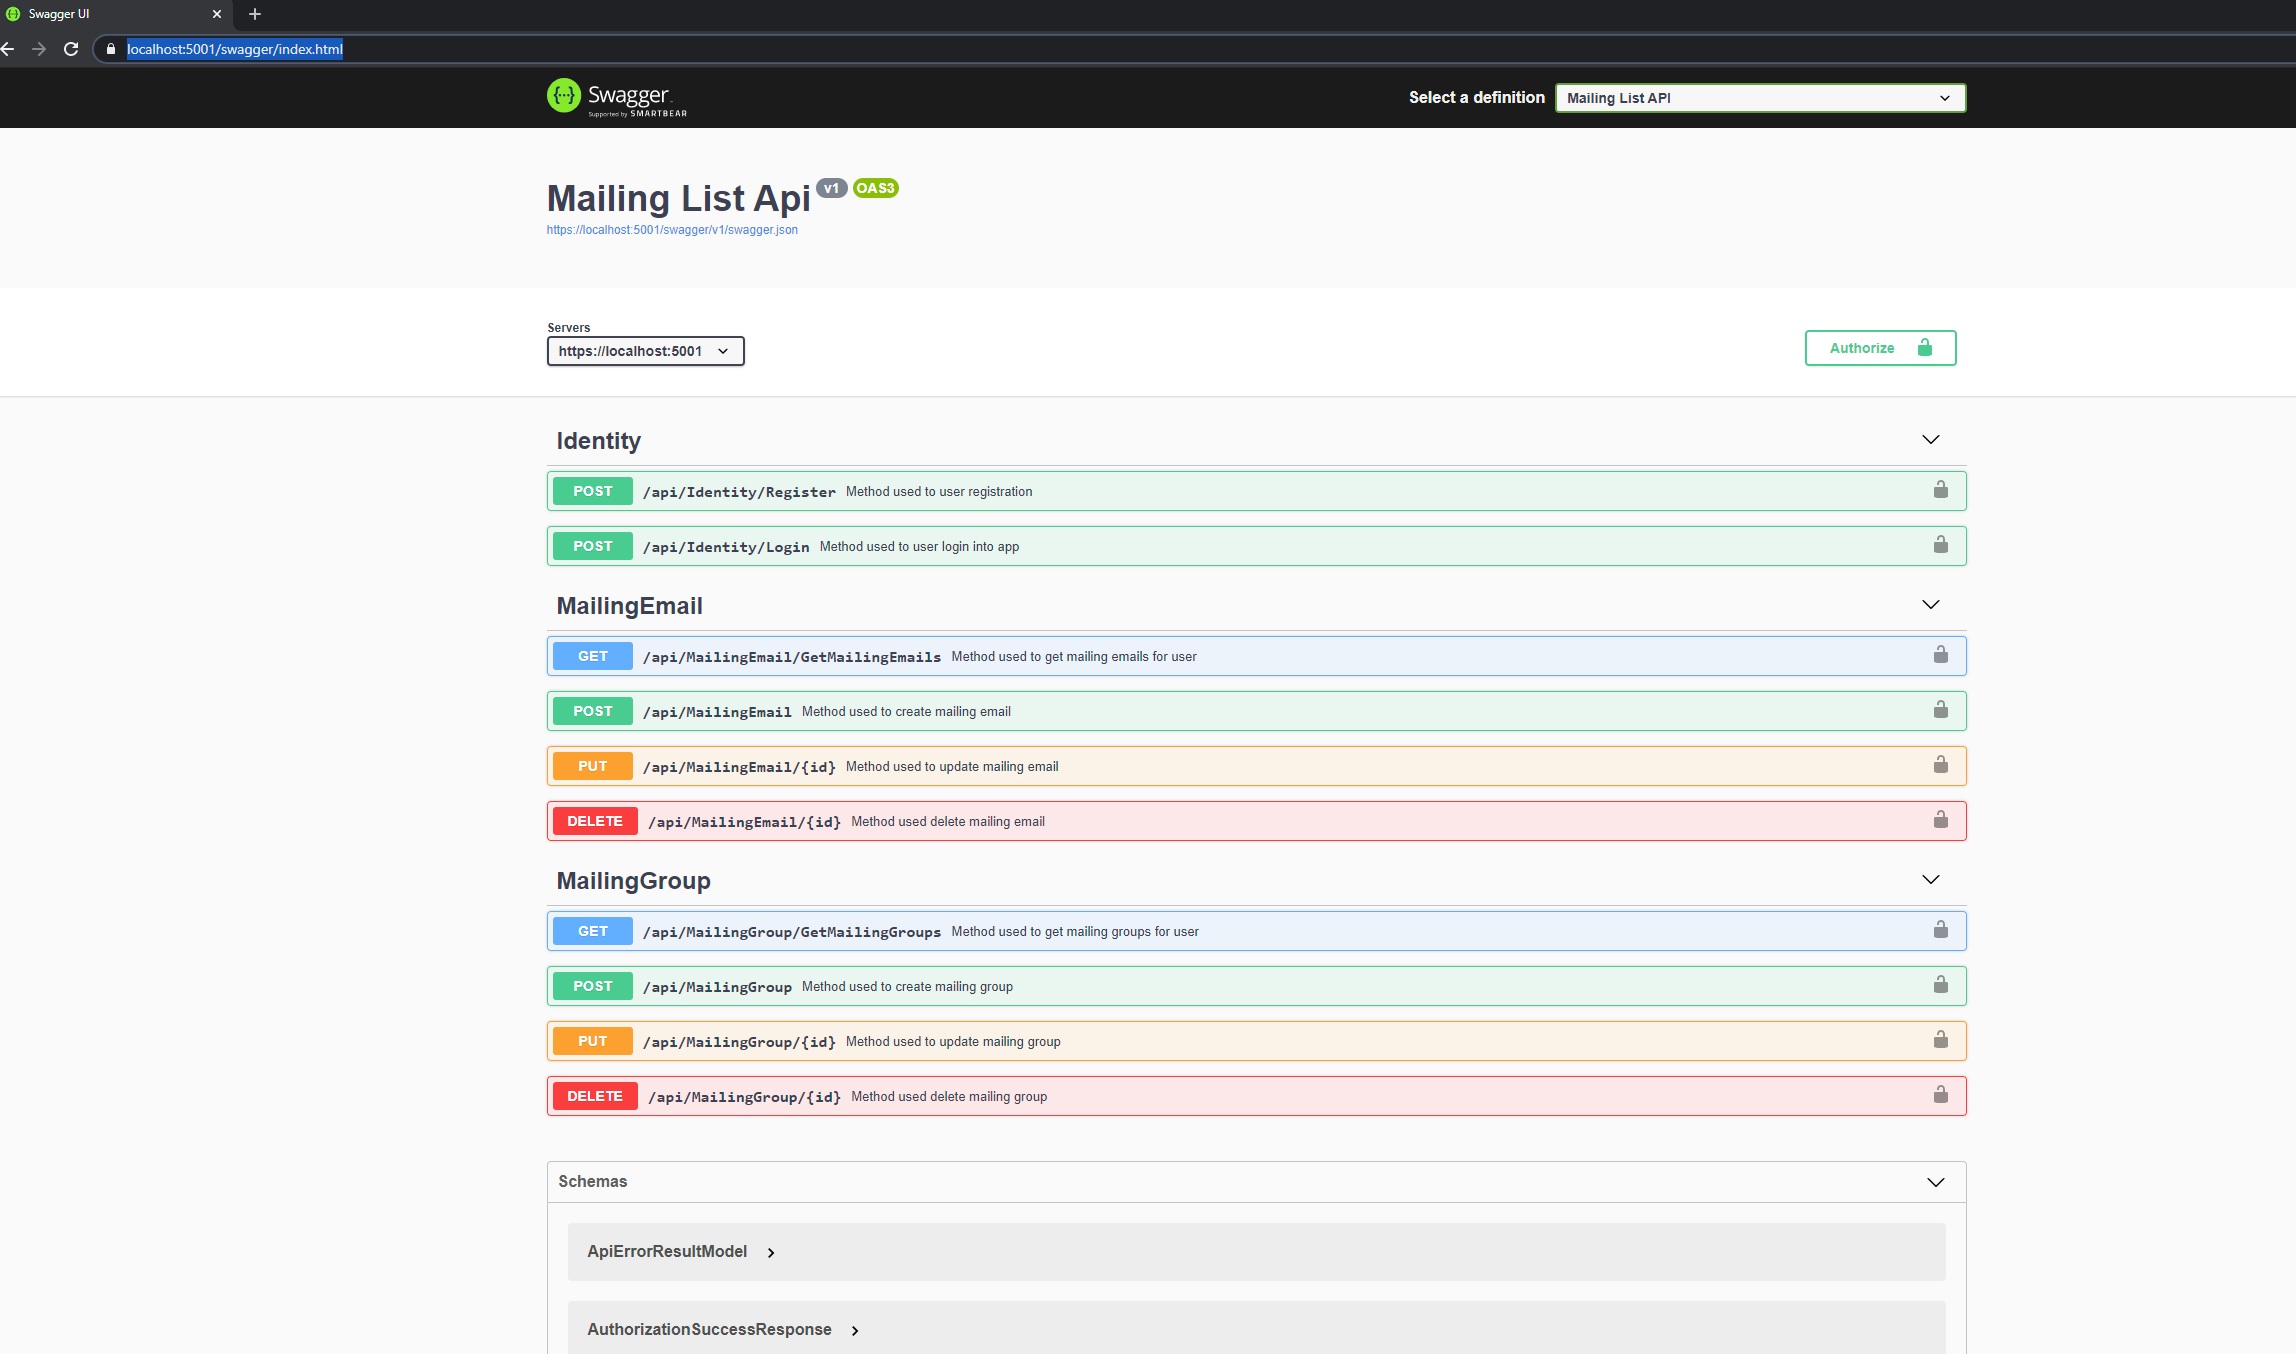 Swagger UI
localhost:5001/swagger/index.html
{...} Swagger
Supported by SMARTBEAR
Select a definition Mailing List API
Mailing List Api v1 OAS3
https://localhost:5001/swagger/v1/swagger.json
Servers
https://localhost:5001
Authorize
Identity
POST /api/Identity/Register Method used to user registration
POST /api/Identity/Login Method used to user login into app
MailingEmail
GET /api/MailingEmail/GetMailingEmails Method used to get mailing emails for user
POST /api/MailingEmail Method used to create mailing email
PUT /api/MailingEmail/{id} Method used to update mailing email
DELETE /api/MailingEmail/{id} Method used delete mailing email
MailingGroup
GET /api/MailingGroup/GetMailingGroups Method used to get mailing groups for user
POST /api/MailingGroup Method used to create mailing group
PUT /api/MailingGroup/{id} Method used to update mailing group
DELETE /api/MailingGroup/{id} Method used delete mailing group
Schemas
ApiErrorResultModel
AuthorizationSuccessResponse